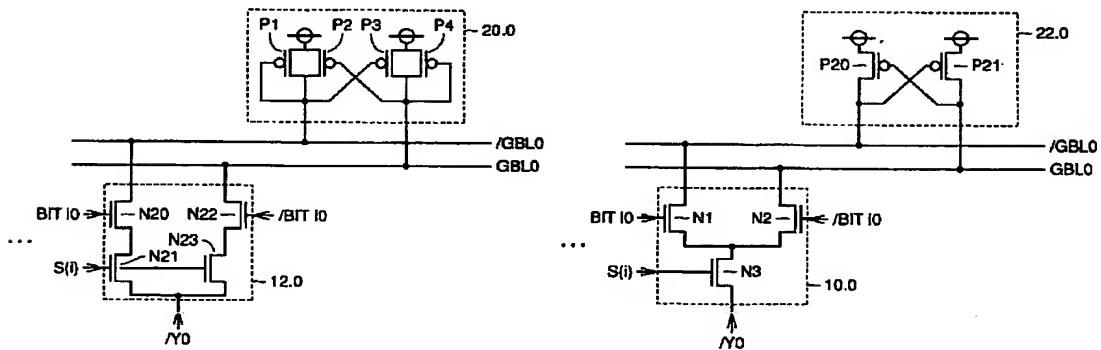 P1 P2 P3 P4
20.0
/GBL0
GBL0
BIT i0
N20
N22
/BIT i0
N23
...
S(i)
N21
12.0
/Y0
22.0
P20
P21
/GBL0
GBL0
BIT i0
N1
N2
/BIT i0
...
S(i)
N3
10.0
/Y0